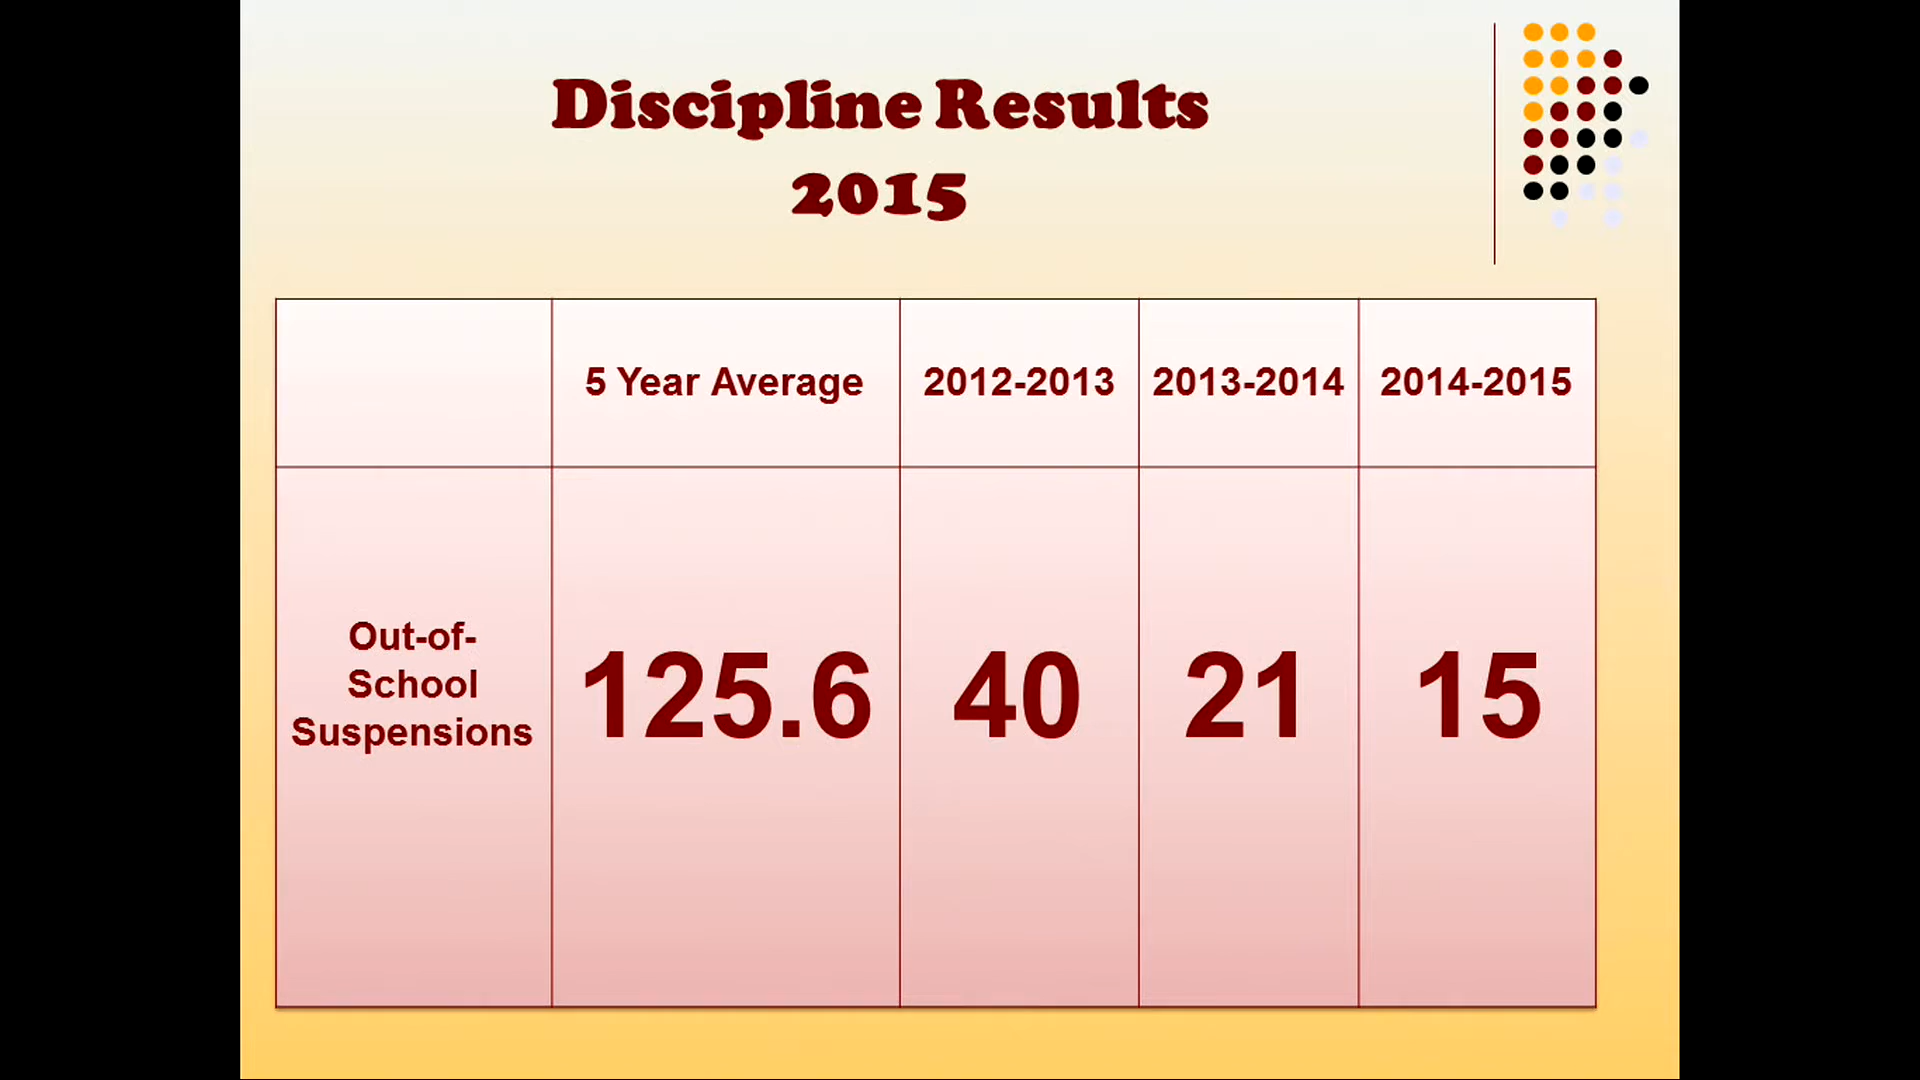 Discipline Results
2015
5 Year Average
2012-2013
2013-2014
2014-2015
Out-of-
School
Suspensions
125.6
40
21
15